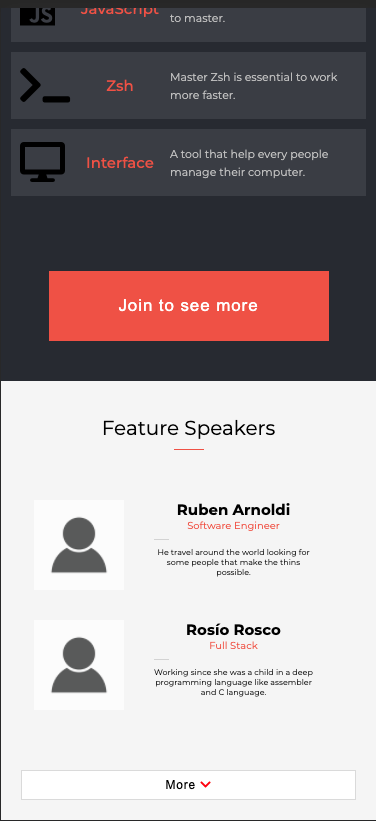 JS
JavaScript
to master.
Zsh
Master Zsh is essential to work
more faster.
Interface
A tool that help every people
manage their computer.
Join to see more
Feature Speakers
Ruben Arnoldi
Software Engineer
He travel around the world looking for
some people that make the thins
possible.
Rosío Rosco
Full Stack
Working since she was a child in a deep
programming language like assembler
and C language.
More